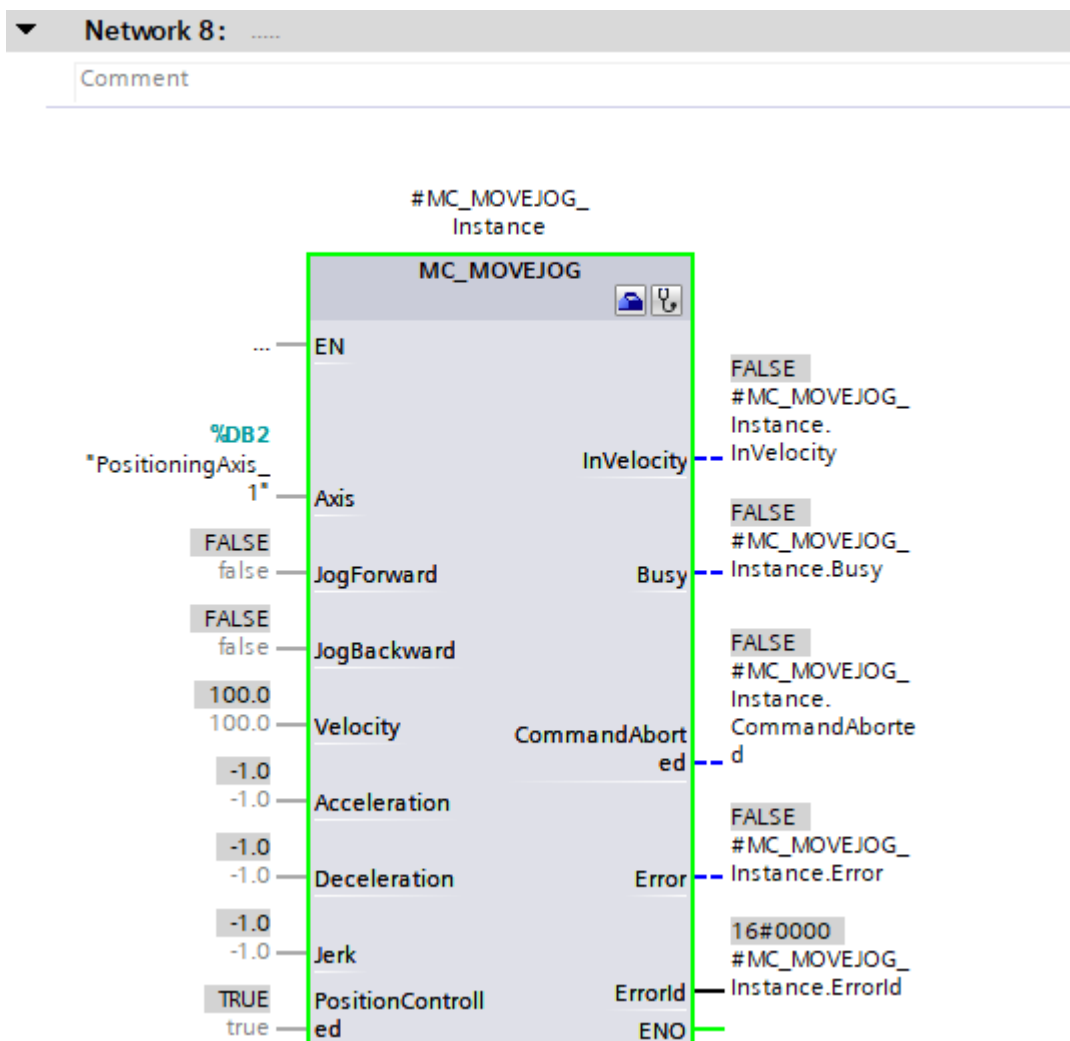 Network 8: .....
Comment
#MC_MOVEJOG_
Instance
MC_MOVEJOG
... EN
FALSE
#MC_MOVEJOG_
Instance.
InVelocity InVelocity
%DB2
"PositioningAxis_
1" Axis
FALSE
#MC_MOVEJOG_
Busy Instance.Busy
FALSE
false JogForward
FALSE
false JogBackward
FALSE
#MC_MOVEJOG_
Instance.
CommandAborte
d
CommandAbort
ed
100.0
100.0 Velocity
-1.0
-1.0 Acceleration
FALSE
#MC_MOVEJOG_
Error Instance.Error
-1.0
-1.0 Deceleration
-1.0
-1.0 Jerk
16#0000
#MC_MOVEJOG_
ErrorId Instance.ErrorId
TRUE
true
PositionControll
ed
ENO